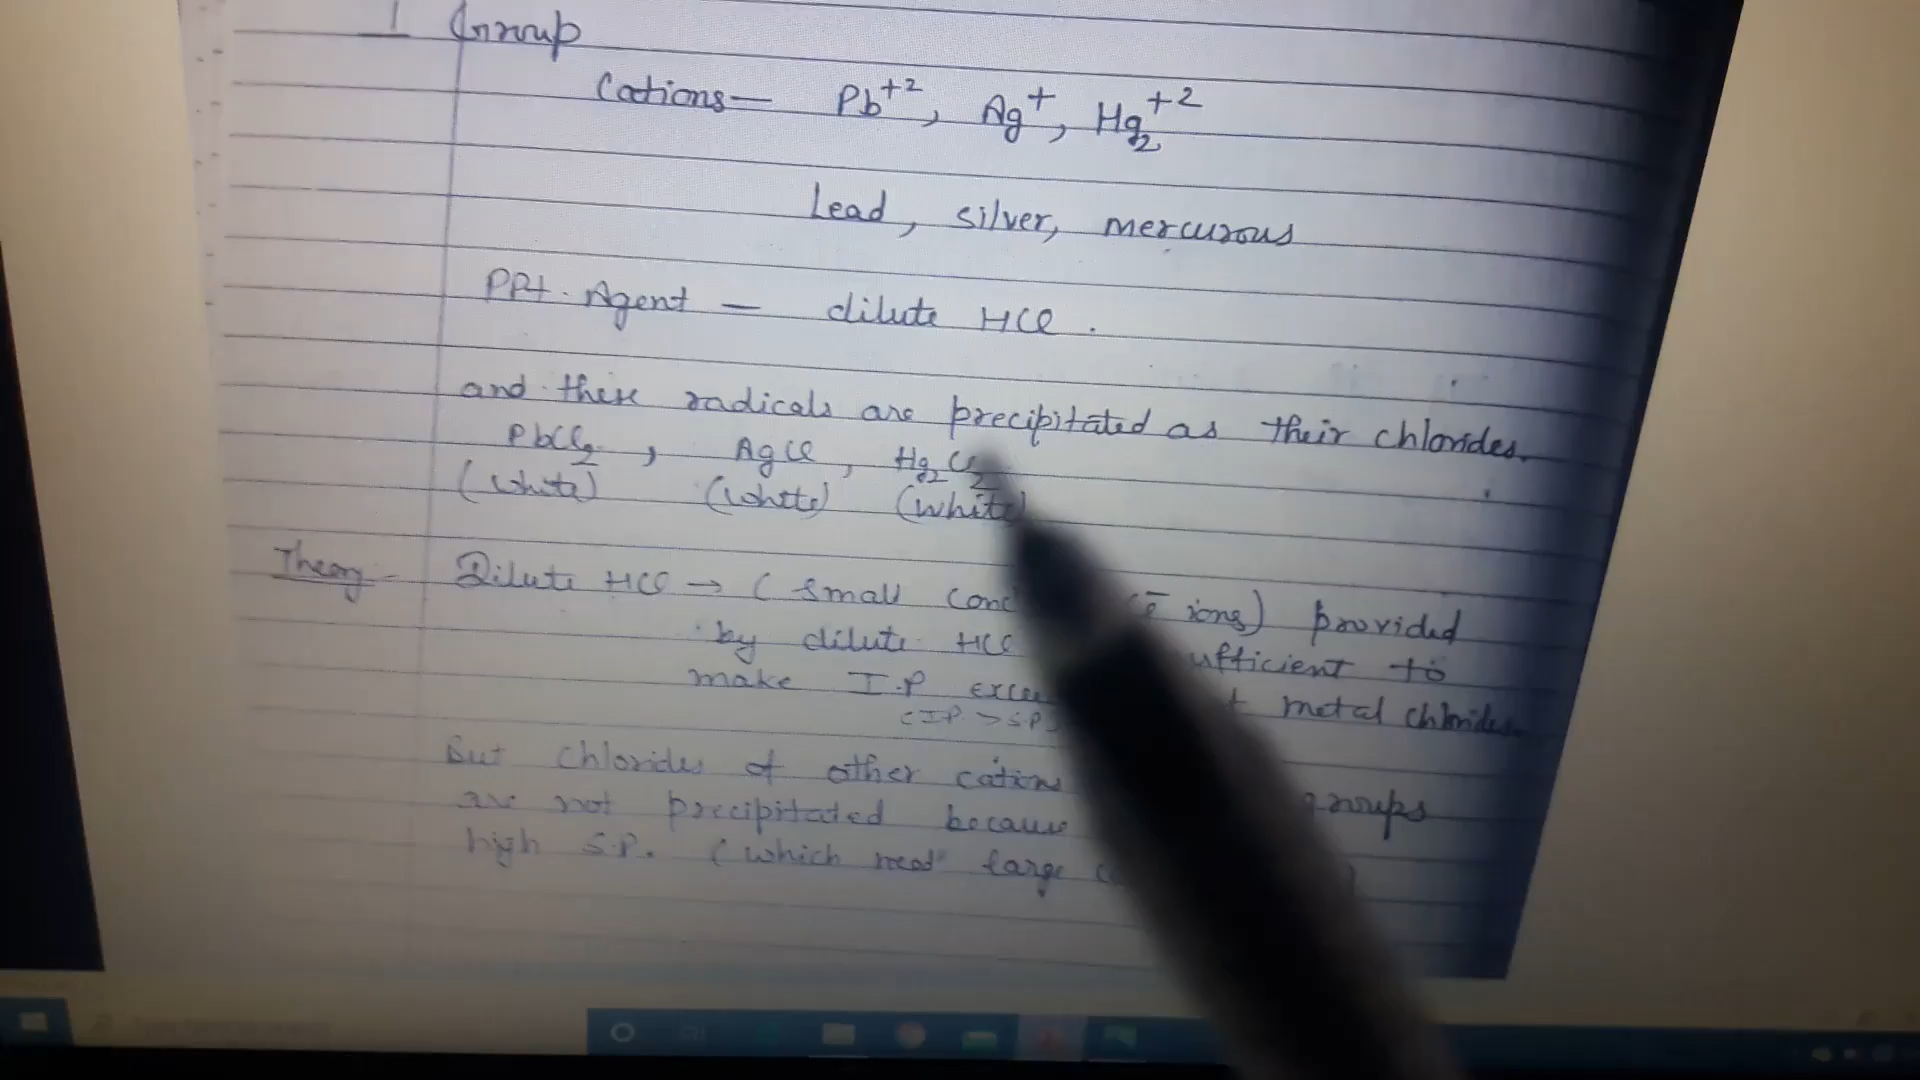 I Group
Cations — Pb⁺², Ag⁺, Hg₂⁺²
Lead, silver, mercurous
PPt. Agent — dilute HCl.
and these radicals are precipitated as their chlorides.
PbCl₂, AgCl, Hg₂Cl₂
(white) (white) (white)
Theory - Dilute HCl → (small conc Cl⁻ ions) provided
by dilute HCl ufficient to
make I.P metal chlorides.
(IP > S.P)
But chlorides of other cations groups
are not precipitated because
high S.P. (which need large